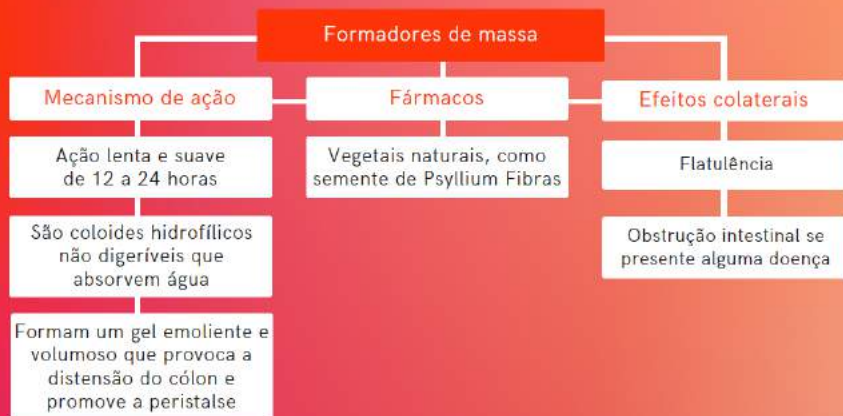 Formadores de massa
Mecanismo de ação
Fármacos
Efeitos colaterais
Ação lenta e suave
de 12 a 24 horas
São coloides hidrofílicos
não digeríveis que
absorvem água
Formam um gel emoliente e
volumoso que provoca a
distensão do cólon e
promove a peristalse
Vegetais naturais, como
semente de Psyllium Fibras
Flatulência
Obstrução intestinal se
presente alguma doença